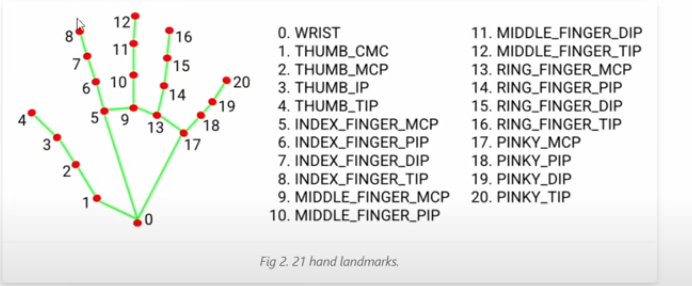 12
8
16
11
7
15
10
6
14
20
19
4
5
9
13
18
3
17
2
1
0
0. WRIST
1. THUMB_CMC
2. THUMB_MCP
3. THUMB_IP
4. THUMB_TIP
5. INDEX_FINGER_MCP
6. INDEX_FINGER_PIP
7. INDEX_FINGER_DIP
8. INDEX_FINGER_TIP
9. MIDDLE_FINGER_MCP
10. MIDDLE_FINGER_PIP
11. MIDDLE_FINGER_DIP
12. MIDDLE_FINGER_TIP
13. RING_FINGER_MCP
14. RING_FINGER_PIP
15. RING_FINGER_DIP
16. RING_FINGER_TIP
17. PINKY_MCP
18. PINKY_PIP
19. PINKY_DIP
20. PINKY_TIP
Fig 2. 21 hand landmarks.